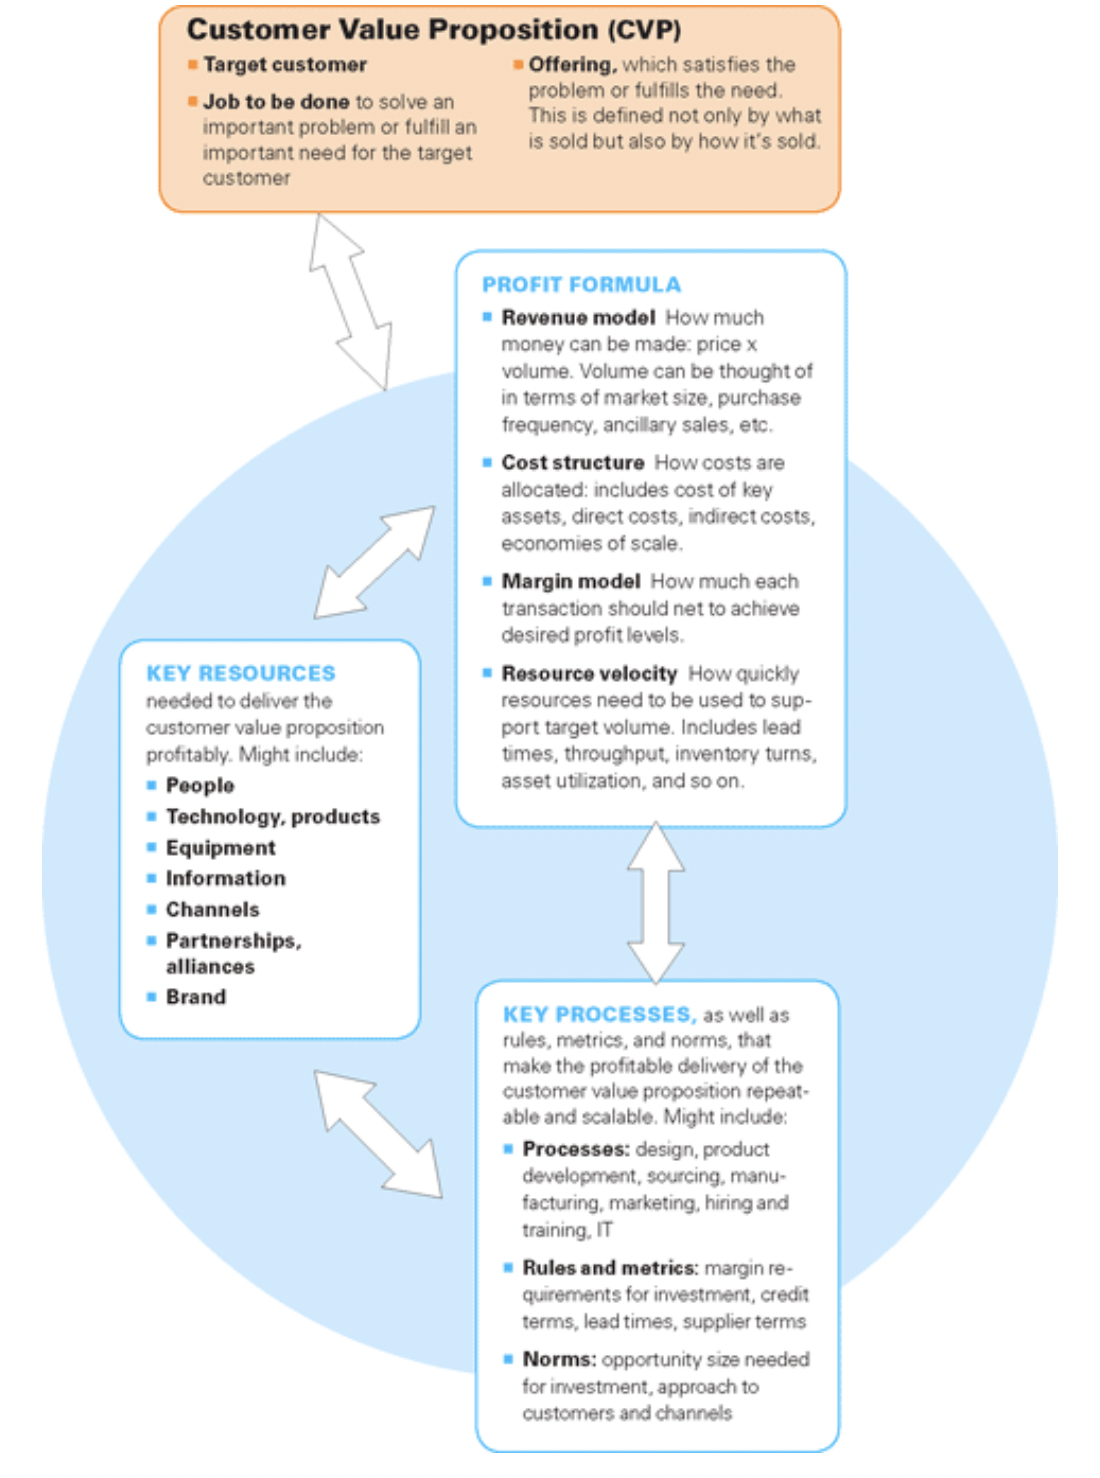 Customer Value Proposition (CVP)
Target customer
Job to be done to solve an
important problem or fulfill an
important need for the target
customer
Offering, which satisfies the
problem or fulfills the need.
This is defined not only by what
is sold but also by how it's sold.
PROFIT FORMULA
Revenue model How much
money can be made: price x
volume. Volume can be thought of
in terms of market size, purchase
frequency, ancillary sales, etc.
Cost structure How costs are
allocated: includes cost of key
assets, direct costs, indirect costs,
economies of scale.
Margin model How much each
transaction should net to achieve
desired profit levels.
Resource velocity How quickly
resources need to be used to sup-
port target volume. Includes lead
times, throughput, inventory turns,
asset utilization, and so on.
KEY RESOURCES
needed to deliver the
customer value proposition
profitably. Might include:
People
Technology, products
Equipment
Information
Channels
Partnerships,
alliances
Brand
KEY PROCESSES, as well as
rules, metrics, and norms, that
make the profitable delivery of the
customer value proposition repeat-
able and scalable. Might include:
Processes: design, product
development, sourcing, manu-
facturing, marketing, hiring and
training, IT
Rules and metrics: margin re-
quirements for investment, credit
terms, lead times, supplier terms
Norms: opportunity size needed
for investment, approach to
customers and channels